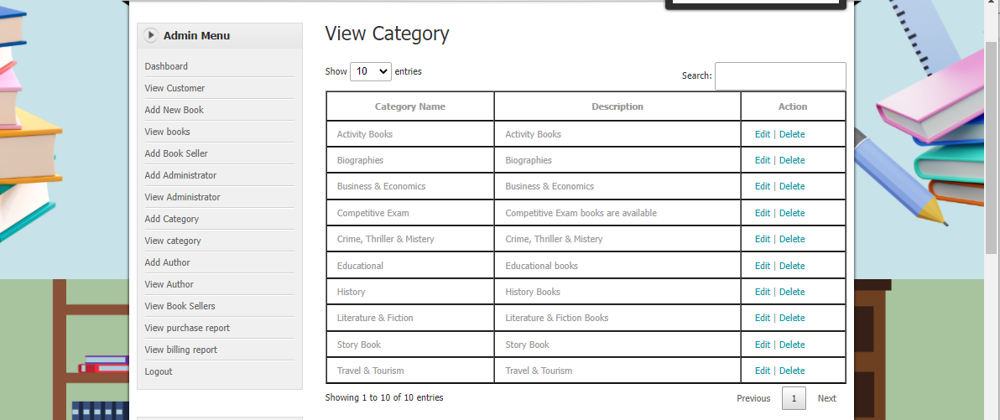 Admin Menu
Dashboard
View Customer
Add New Book
View books
Add Book Seller
Add Administrator
View Administrator
Add Category
View category
Add Author
View Author
View Book Sellers
View purchase report
View billing report
Logout
View Category
Show 10 entries
Search:
Category Name Description Action
Activity Books Activity Books Edit | Delete
Biographies Biographies Edit | Delete
Business & Economics Business & Economics Edit | Delete
Competitive Exam Competitive Exam books are available Edit | Delete
Crime, Thriller & Mistery Crime, Thriller & Mistery Edit | Delete
Educational Educational books Edit | Delete
History History Books Edit | Delete
Literature & Fiction Literature & Fiction Books Edit | Delete
Story Book Story Book Edit | Delete
Travel & Tourism Travel & Tourism Edit | Delete
Showing 1 to 10 of 10 entries
Previous 1 Next